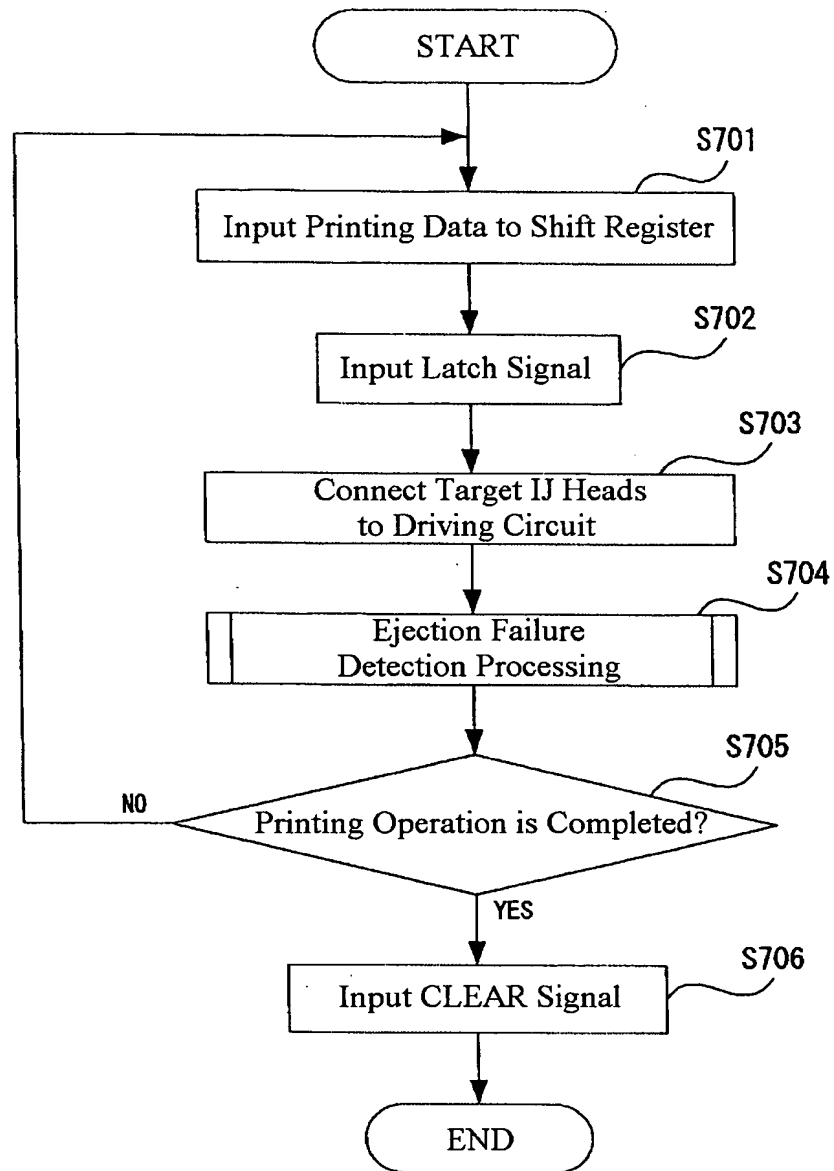 START
S701
Input Printing Data to Shift Register
S702
Input Latch Signal
S703
Connect Target IJ Heads
to Driving Circuit
S704
Ejection Failure
Detection Processing
S705
NO
Printing Operation is Completed?
YES
S706
Input CLEAR Signal
END